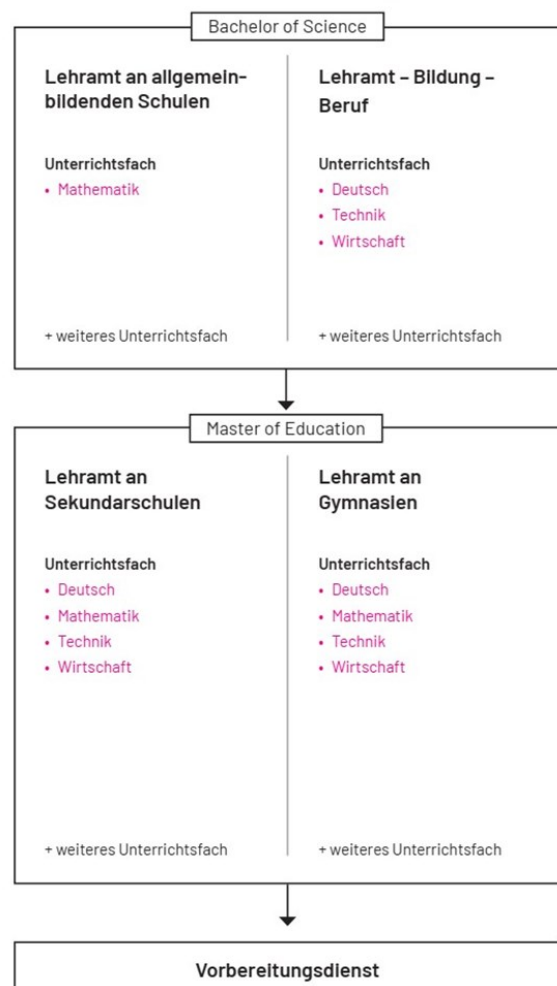 Bachelor of Science
Lehramt an allgemein-
bildenden Schulen
Unterrichtsfach
• Mathematik
+ weiteres Unterrichtsfach
Lehramt – Bildung –
Beruf
Unterrichtsfach
• Deutsch
• Technik
• Wirtschaft
+ weiteres Unterrichtsfach
Master of Education
Lehramt an
Sekundarschulen
Unterrichtsfach
• Deutsch
• Mathematik
• Technik
• Wirtschaft
+ weiteres Unterrichtsfach
Lehramt an
Gymnasien
Unterrichtsfach
• Deutsch
• Mathematik
• Technik
• Wirtschaft
+ weiteres Unterrichtsfach
Vorbereitungsdienst